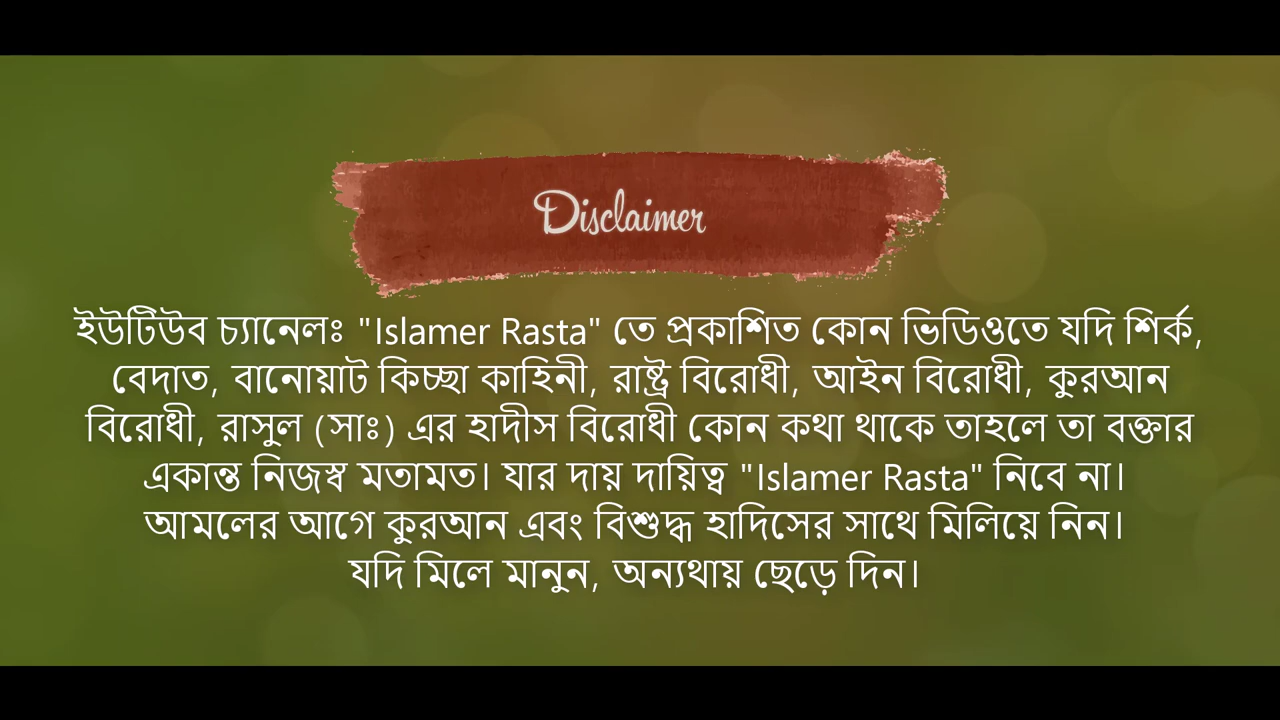 Disclaimer
ইউটিউব চ্যানেলঃ "Islamer Rasta" তে প্রকাশিত কোন ভিডিওতে যদি শির্ক,
বেদাত, বানোয়াট কিচ্ছা কাহিনী, রাষ্ট্র বিরোধী, আইন বিরোধী, কুরআন
বিরোধী, রাসুল (সাঃ) এর হাদীস বিরোধী কোন কথা থাকে তাহলে তা বক্তার
একান্ত নিজস্ব মতামত। যার দায় দায়িত্ব "Islamer Rasta" নিবে না।
আমলের আগে কুরআন এবং বিশুদ্ধ হাদিসের সাথে মিলিয়ে নিন।
যদি মিলে মানুন, অন্যথায় ছেড়ে দিন।